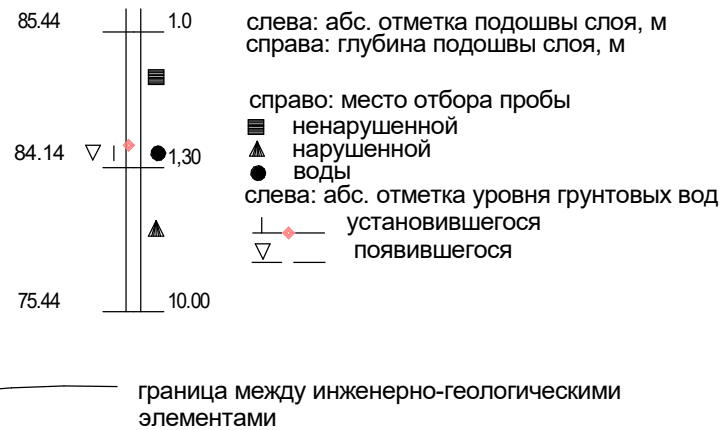 85.44 1.0 слева: абс. отметка подошвы слоя, м
справа: глубина подошвы слоя, м
справо: место отбора пробы
ненарушенной
84.14 1,30 нарушенной
воды
слева: абс. отметка уровня грунтовых вод
установившегося
появившегося
75.44 10.00
граница между инженерно-геологическими
элементами